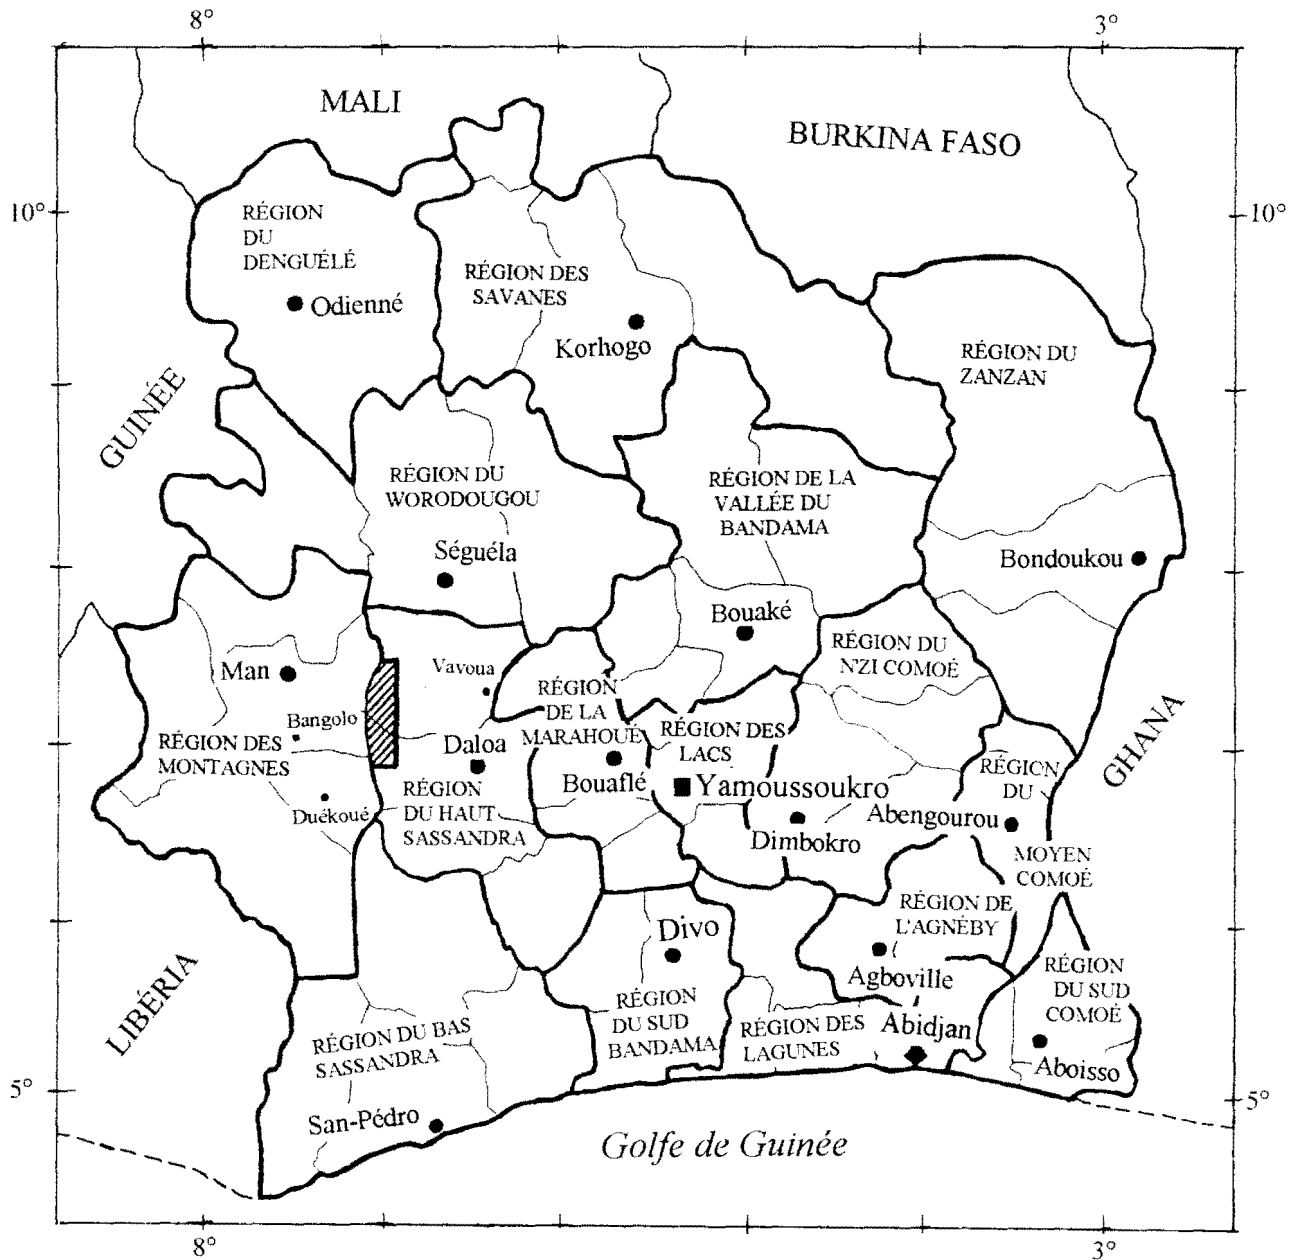 8°
3°
MALI
BURKINA FASO
10°
10°
RÉGION
DU
DENGUÉLÉ
Odienné
RÉGION DES
SAVANES
Korhogo
RÉGION DU
ZANZAN
GUINÉE
RÉGION DU
WORODOUGOU
Séguéla
RÉGION DE LA
VALLÉE DU
BANDAMA
Bondoukou
Bouaké
RÉGION DU
N'ZI COMOÉ
Man
Vavoua
Bangolo
RÉGION DES
MONTAGNES
Duékoué
Daloa
RÉGION
DU HAUT
SASSANDRA
RÉGION
DE LA
MARAHOUÉ
Bouaflé
RÉGION DES
LACS
Yamoussoukro
Dimbokro
Abengourou
RÉGION
DU
MOYEN
COMOÉ
GHANA
RÉGION DE
L'AGNÉBY
Agboville
Divo
RÉGION
DU SUD
BANDAMA
RÉGION DES
LAGUNES
Abidjan
RÉGION
DU SUD
COMOÉ
Aboisso
LIBÉRIA
RÉGION DU BAS
SASSANDRA
San-Pédro
5°
5°
Golfe de Guinée
8°
3°